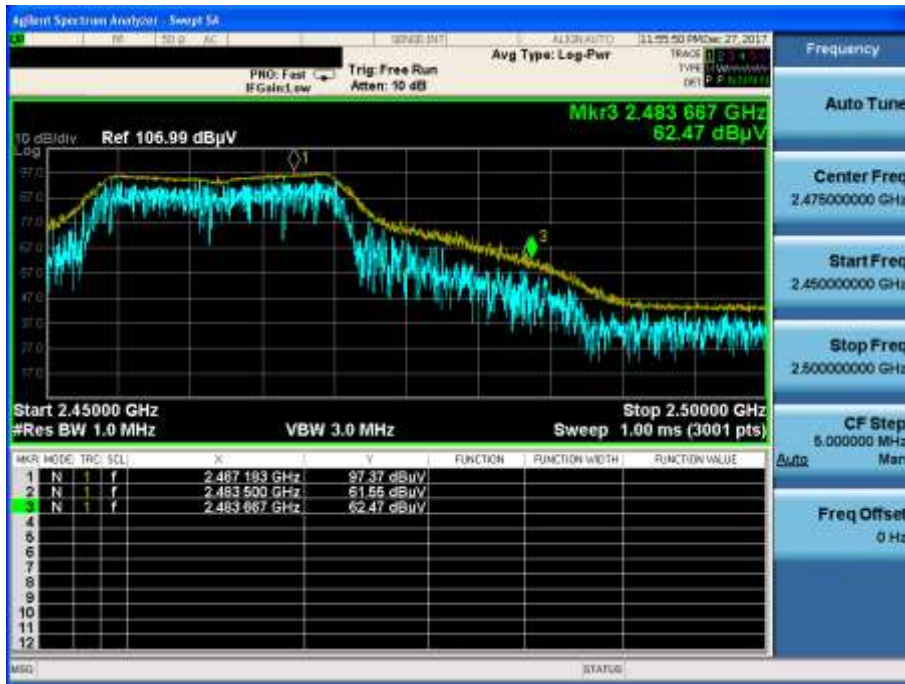 Agilent Spectrum Analyzer - Swept SA
RF 50 Ω AC SENSE:INT ALIGN AUTO 11:55:50 PM Dec 27, 2017
Avg Type: Log-Pwr TRACE
PNO: Fast Trig: Free Run TYPE
IFGain:Low Atten: 10 dB DET
Frequency
Auto Tune
Mkr3 2.483 667 GHz
62.47 dBµV
10 dB/div Ref 106.99 dBµV
Log
1
97.0
87.0
77.0
67.0
57.0
47.0
37.0
27.0
17.0
3
Start 2.45000 GHz Stop 2.50000 GHz
#Res BW 1.0 MHz VBW 3.0 MHz Sweep 1.00 ms (3001 pts)
Center Freq
2.475000000 GHz
Start Freq
2.450000000 GHz
Stop Freq
2.500000000 GHz
CF Step
5.000000 MHz
Auto Man
Freq Offset
0 Hz
MKR MODE TRC SCL X Y FUNCTION FUNCTION WIDTH FUNCTION VALUE
1 N 1 f 2.467 183 GHz 97.37 dBµV
2 N 1 f 2.483 500 GHz 61.55 dBµV
3 N 1 f 2.483 667 GHz 62.47 dBµV
4
5
6
7
8
9
10
11
12
MSG STATUS